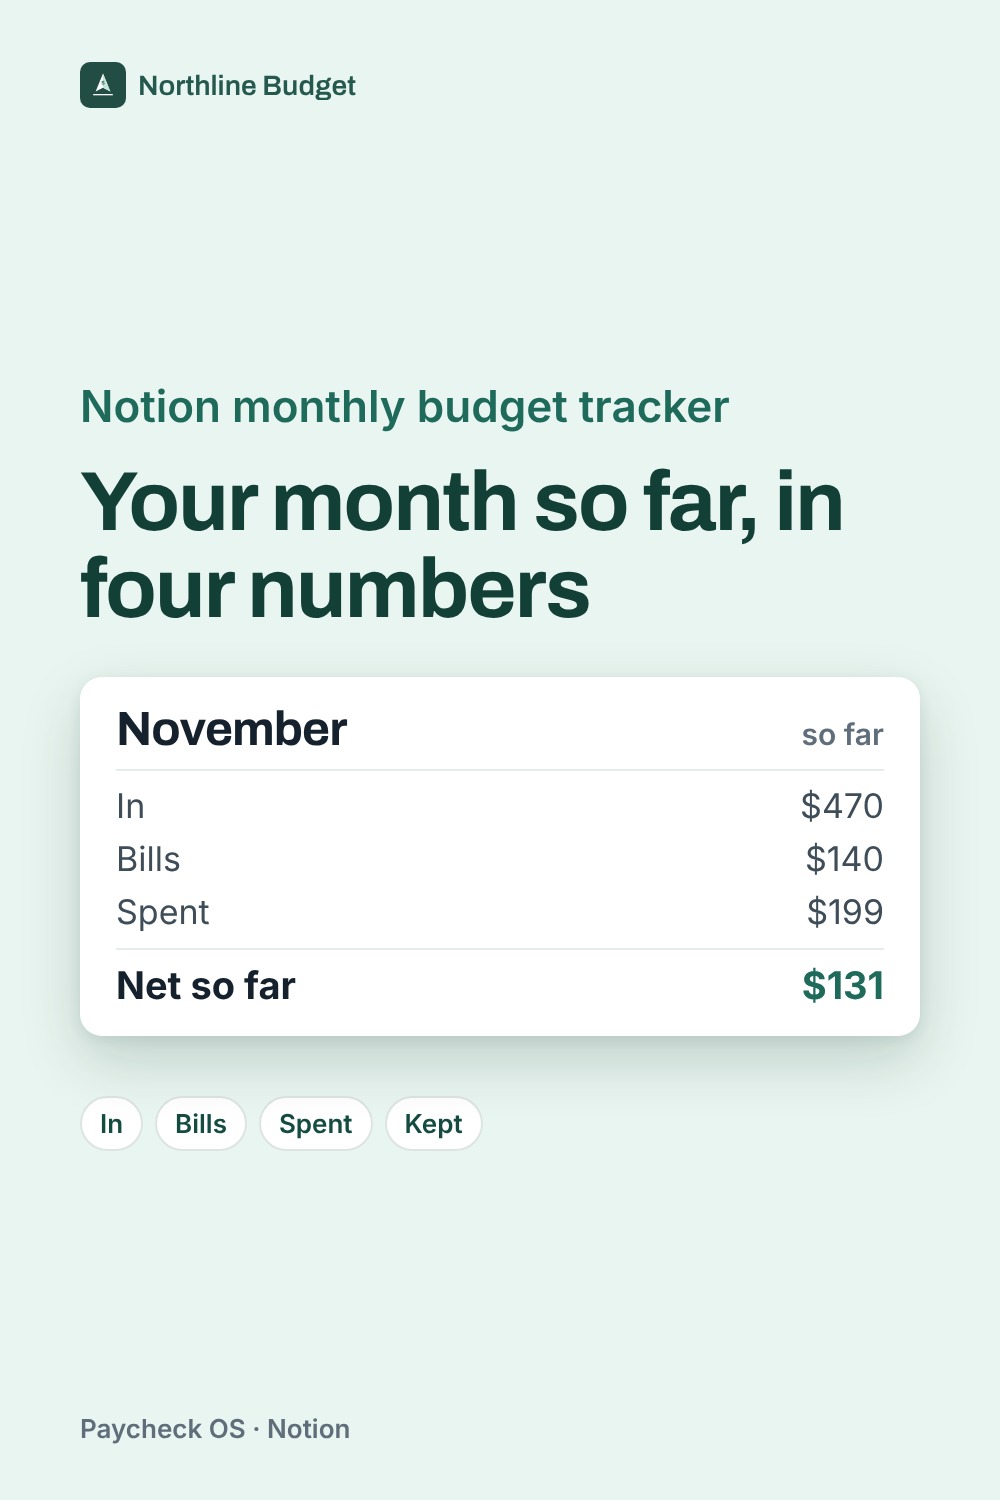 Northline Budget
Notion monthly budget tracker
Your month so far, in
four numbers
November so far
In $470
Bills $140
Spent $199
Net so far $131
In Bills Spent Kept
Paycheck OS · Notion